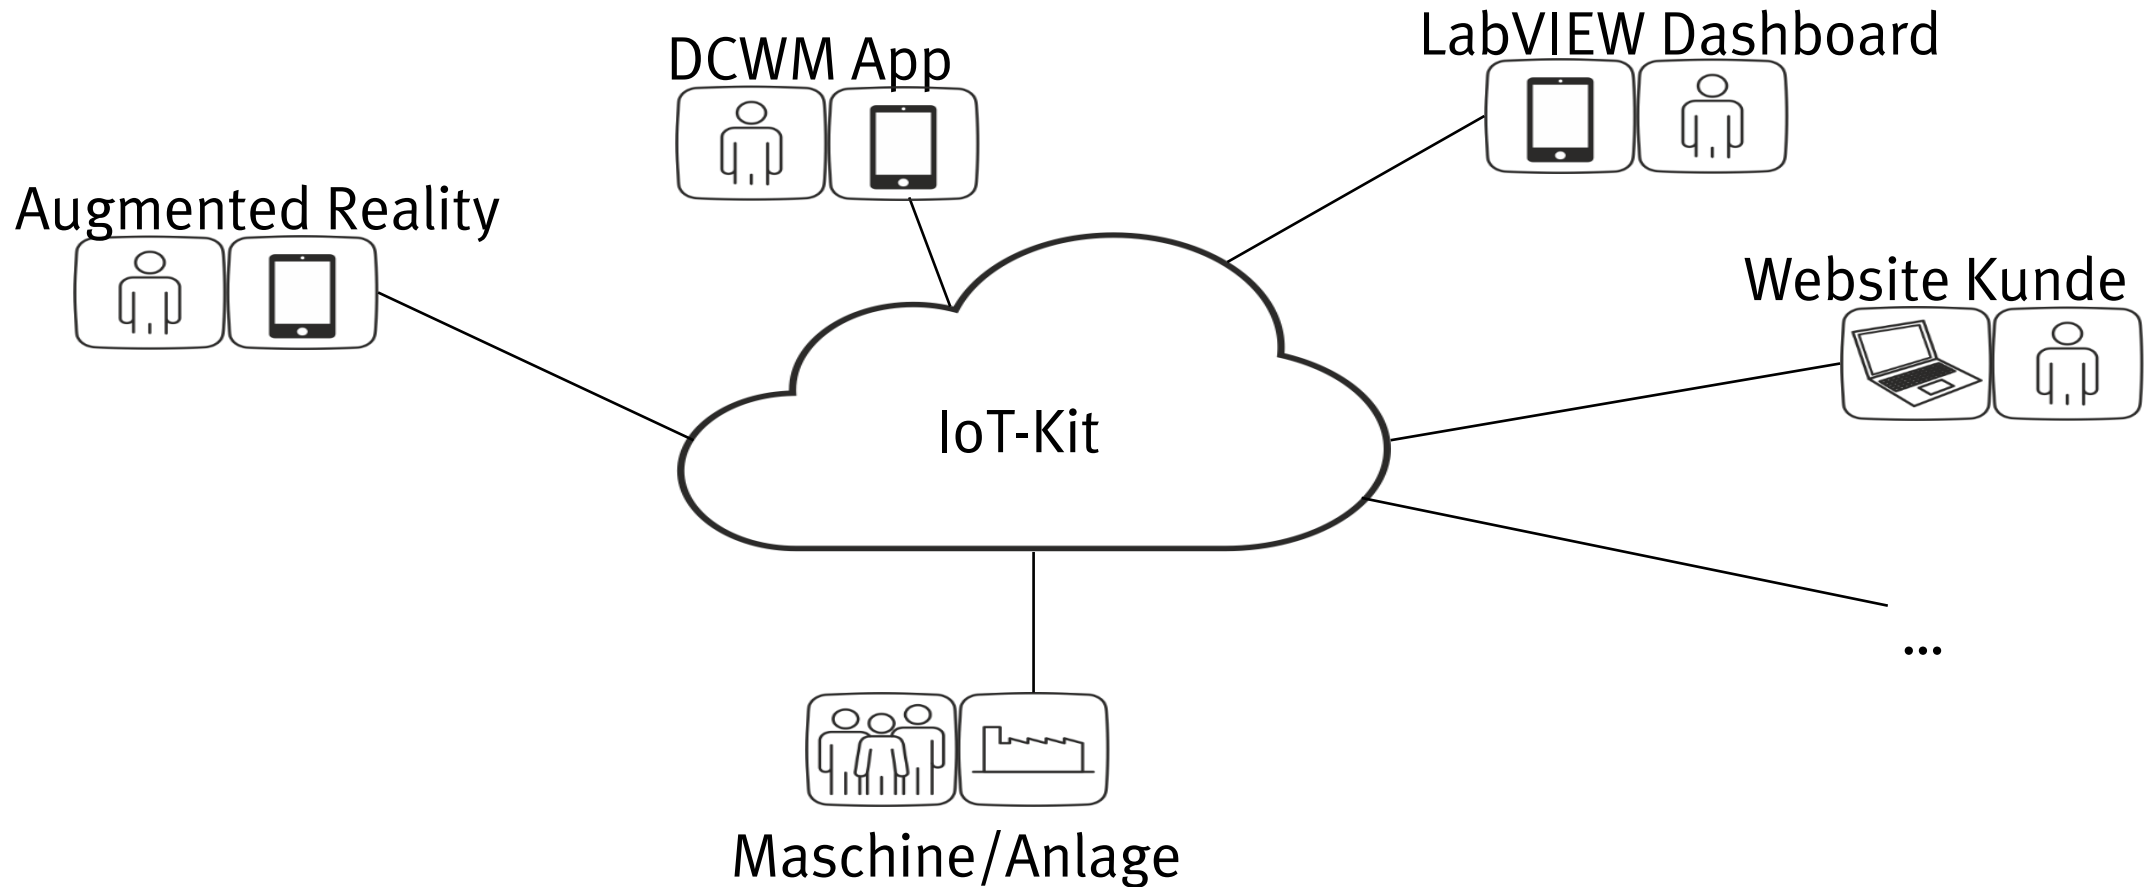 LabVIEW Dashboard
DCWM App
Augmented Reality
Website Kunde
IoT-Kit
...
Maschine/Anlage